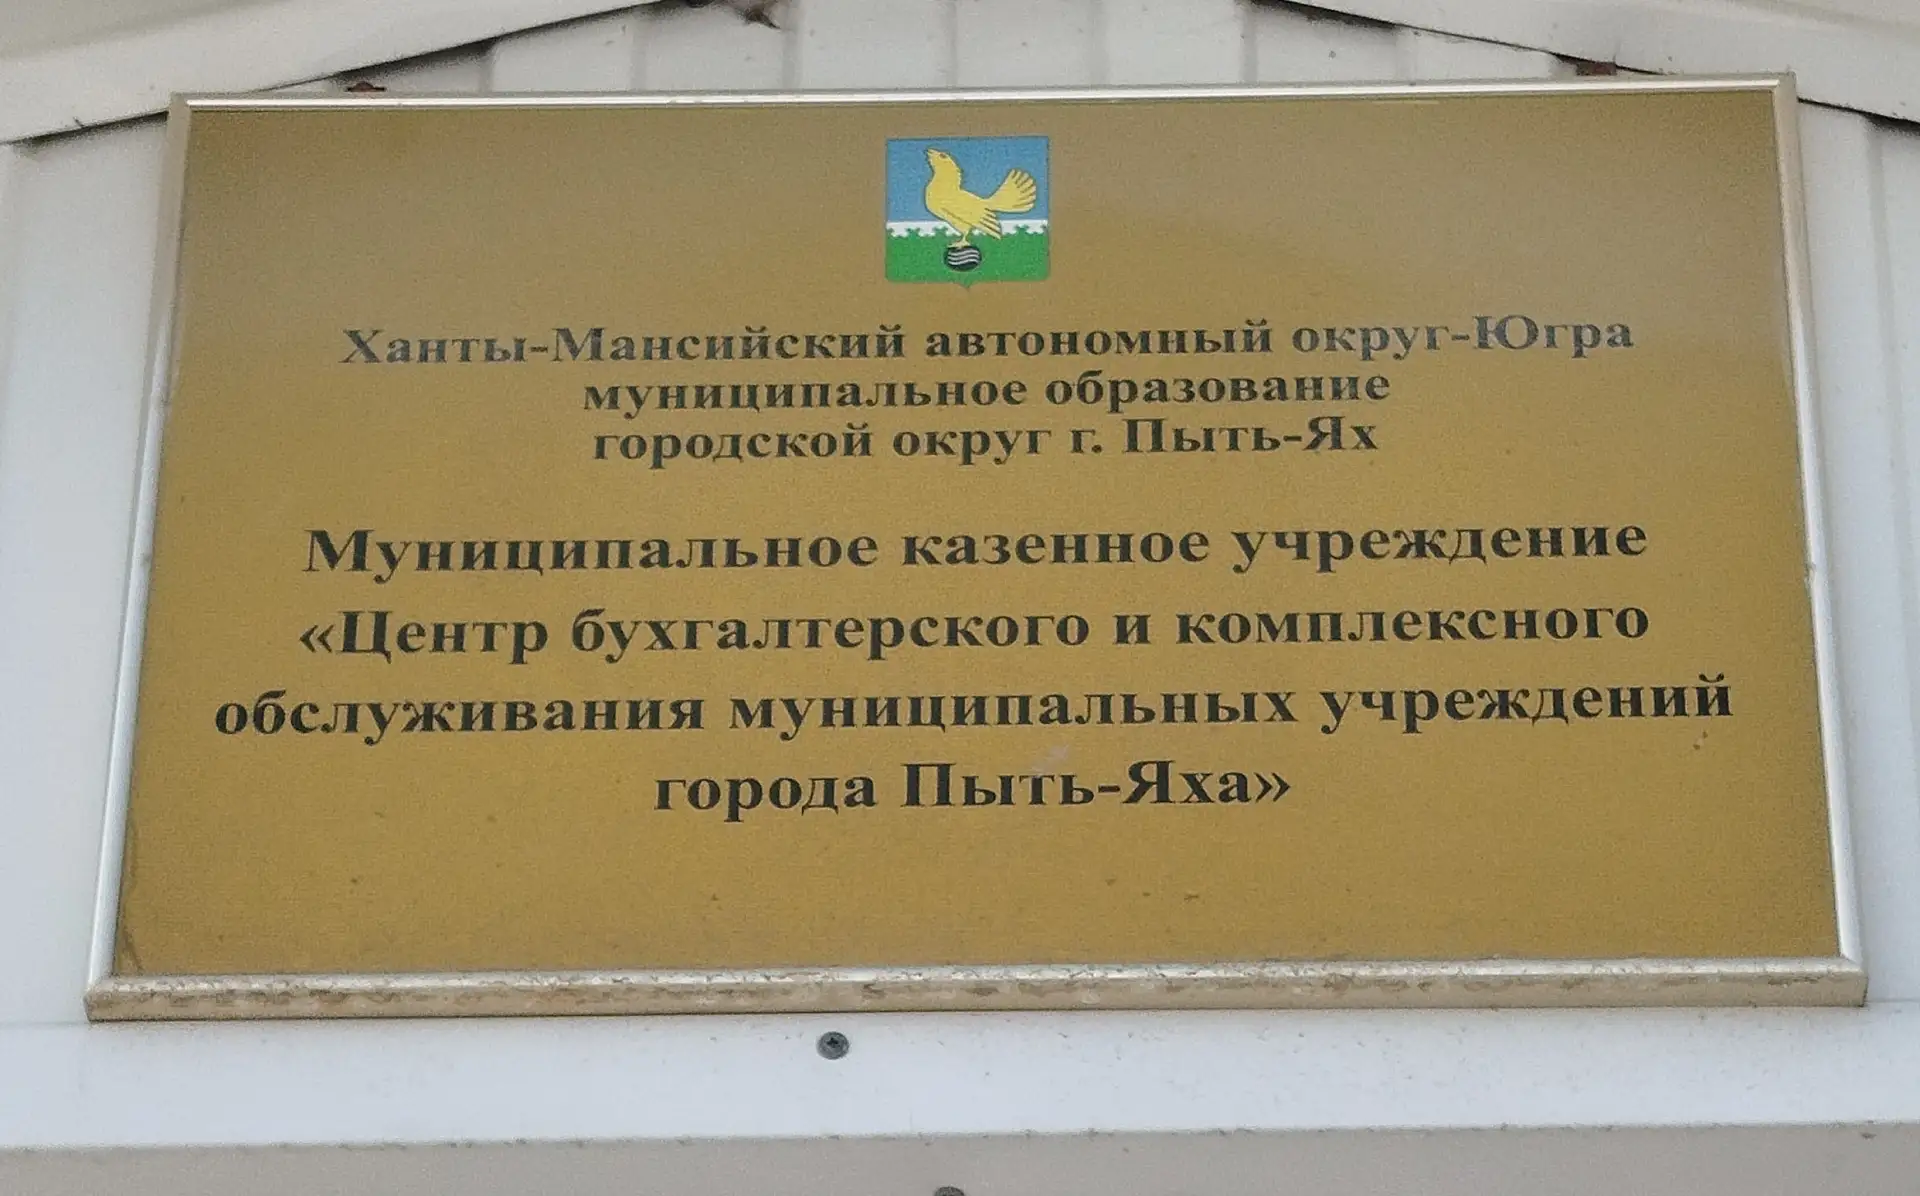 Ханты-Мансийский автономный округ-Югра
муниципальное образование
городской округ г. Пыть-Ях
Муниципальное казенное учреждение
«Центр бухгалтерского и комплексного
обслуживания муниципальных учреждений
города Пыть-Яха»